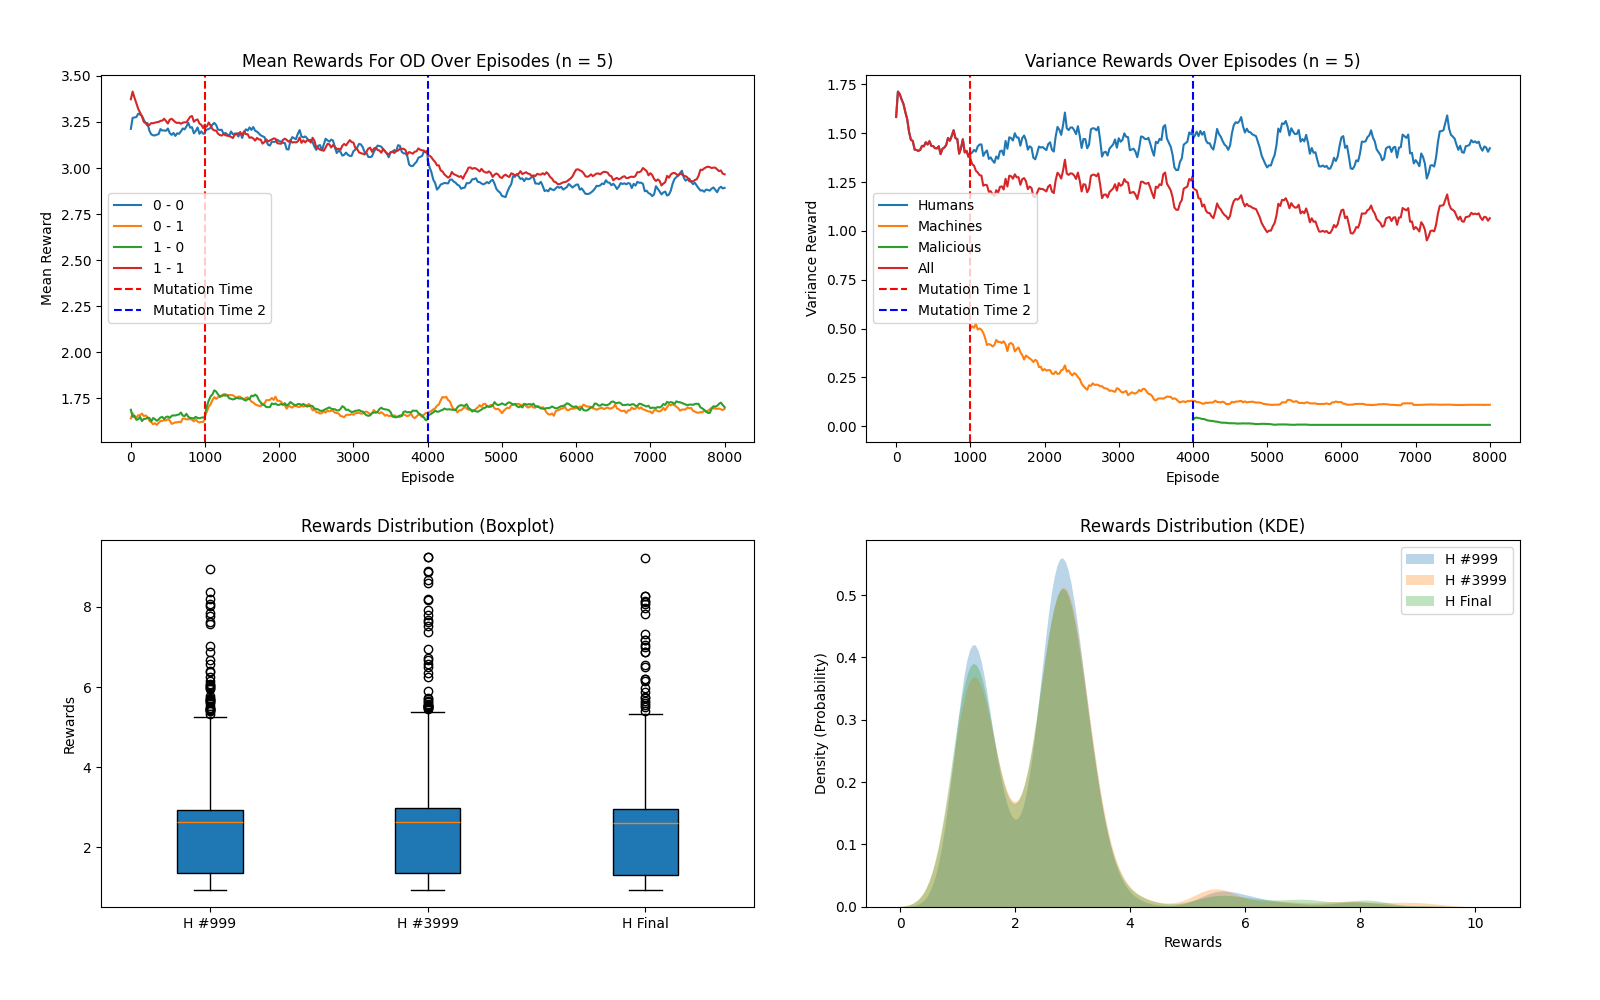 Mean Rewards For OD Over Episodes (n = 5)
Mean Reward
3.50
3.25
3.00
2.75
2.50
2.25
2.00
1.75
0 - 0
0 - 1
1 - 0
1 - 1
Mutation Time
Mutation Time 2
0 1000 2000 3000 4000 5000 6000 7000 8000
Episode
Variance Rewards Over Episodes (n = 5)
Variance Reward
1.75
1.50
1.25
1.00
0.75
0.50
0.25
0.00
Humans
Machines
Malicious
All
Mutation Time 1
Mutation Time 2
0 1000 2000 3000 4000 5000 6000 7000 8000
Episode
Rewards Distribution (Boxplot)
Rewards
8
6
4
2
H #999 H #3999 H Final
Rewards Distribution (KDE)
Density (Probability)
0.5
0.4
0.3
0.2
0.1
0.0
H #999
H #3999
H Final
0 2 4 6 8 10
Rewards